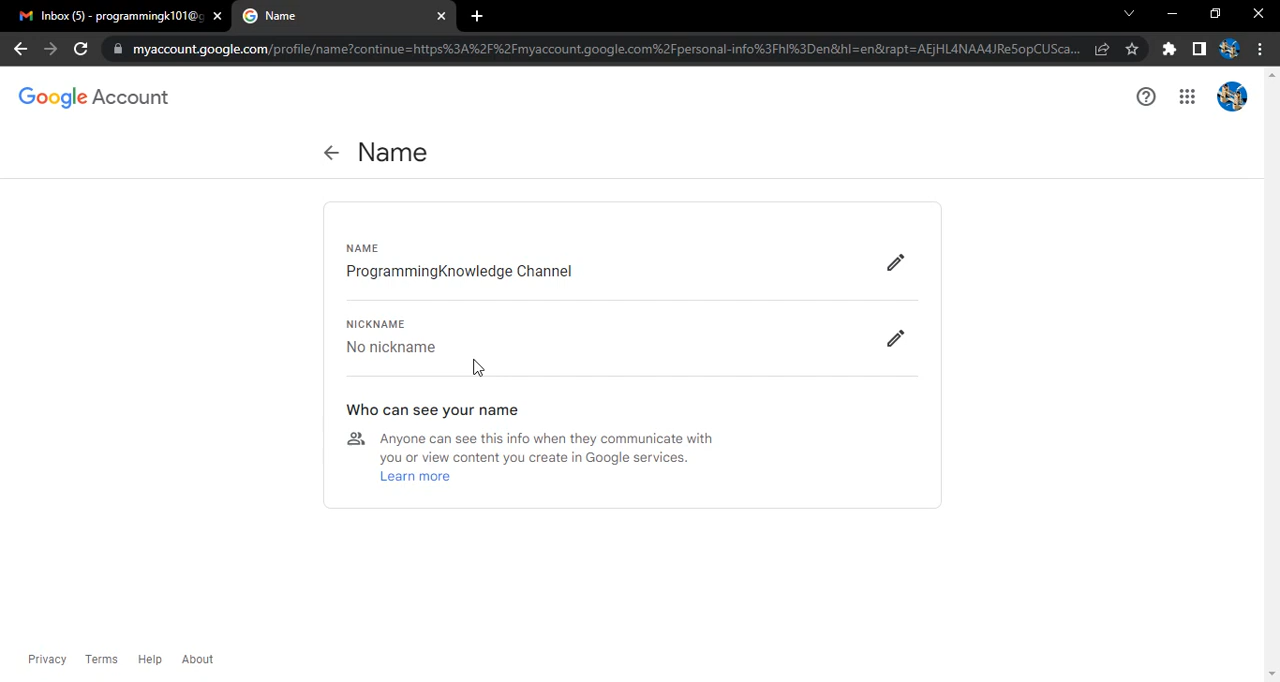 Inbox (5) - programmingk101@g
Name
myaccount.google.com/profile/name?continue=https%3A%2F%2Fmyaccount.google.com%2Fpersonal-info%3Fhl%3Den&hl=en&rapt=AEjHL4NAA4JRe5opCUSca...
Google Account
Name
NAME
ProgrammingKnowledge Channel
NICKNAME
No nickname
Who can see your name
Anyone can see this info when they communicate with
you or view content you create in Google services.
Learn more
Privacy Terms Help About